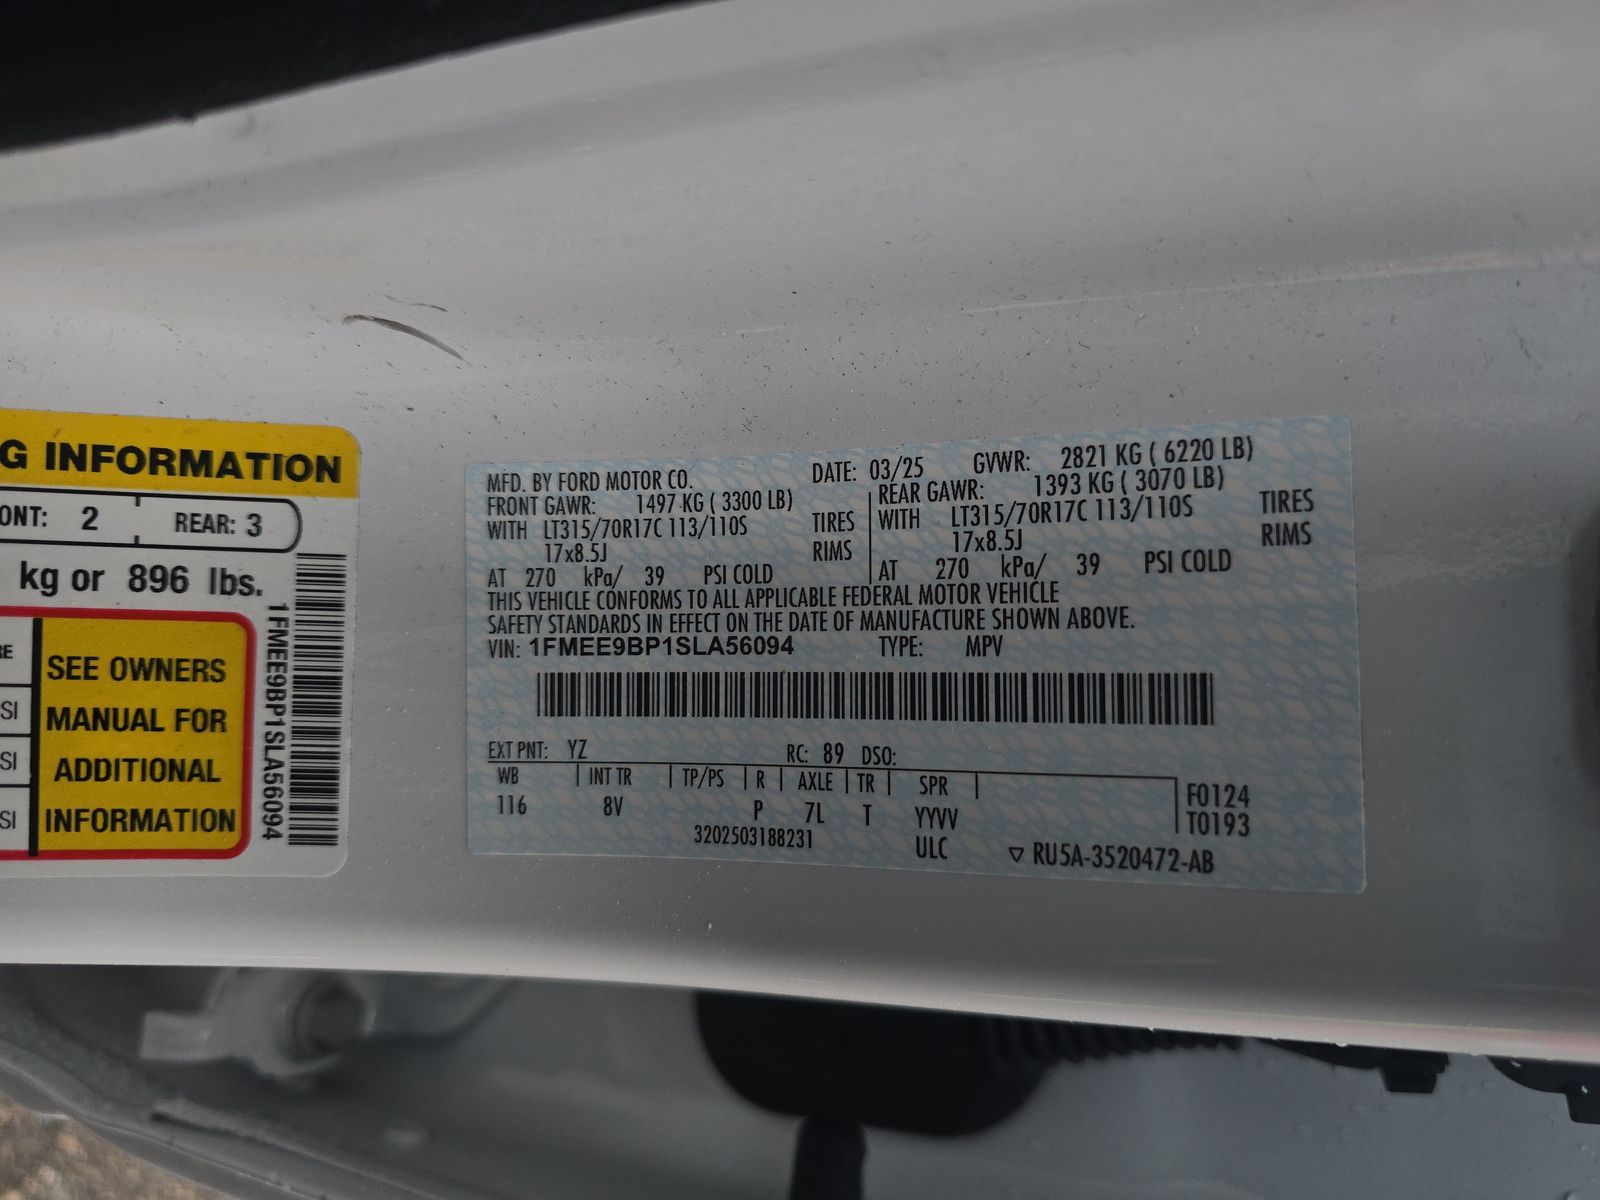 G INFORMATION
ONT: 2 REAR: 3
kg or 896 lbs.
RE
SI
SI
SI
SEE OWNERS
MANUAL FOR
ADDITIONAL
INFORMATION
1FMEE9BP1SLA56094
MFD. BY FORD MOTOR CO. DATE: 03/25 GVWR: 2821 KG ( 6220 LB)
FRONT GAWR: 1497 KG ( 3300 LB) REAR GAWR: 1393 KG ( 3070 LB)
WITH LT315/70R17C 113/110S TIRES WITH LT315/70R17C 113/110S TIRES
17x8.5J RIMS 17x8.5J RIMS
AT 270 kPa/ 39 PSI COLD AT 270 kPa/ 39 PSI COLD
THIS VEHICLE CONFORMS TO ALL APPLICABLE FEDERAL MOTOR VEHICLE
SAFETY STANDARDS IN EFFECT ON THE DATE OF MANUFACTURE SHOWN ABOVE.
VIN: 1FMEE9BP1SLA56094 TYPE: MPV
EXT PNT: YZ RC: 89 DSO:
WB INT TR TP/PS R AXLE TR SPR F0124
116 8V P 7L T YYVV T0193
3202503188231 ULC ▽ RU5A-3520472-AB